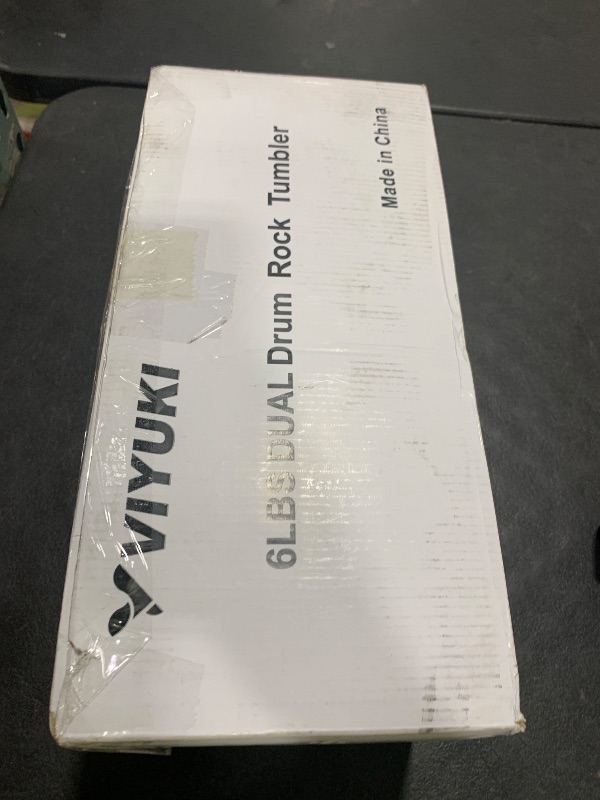 VIYUKI
6LBS DUAL Drum Rock Tumbler
Made in China